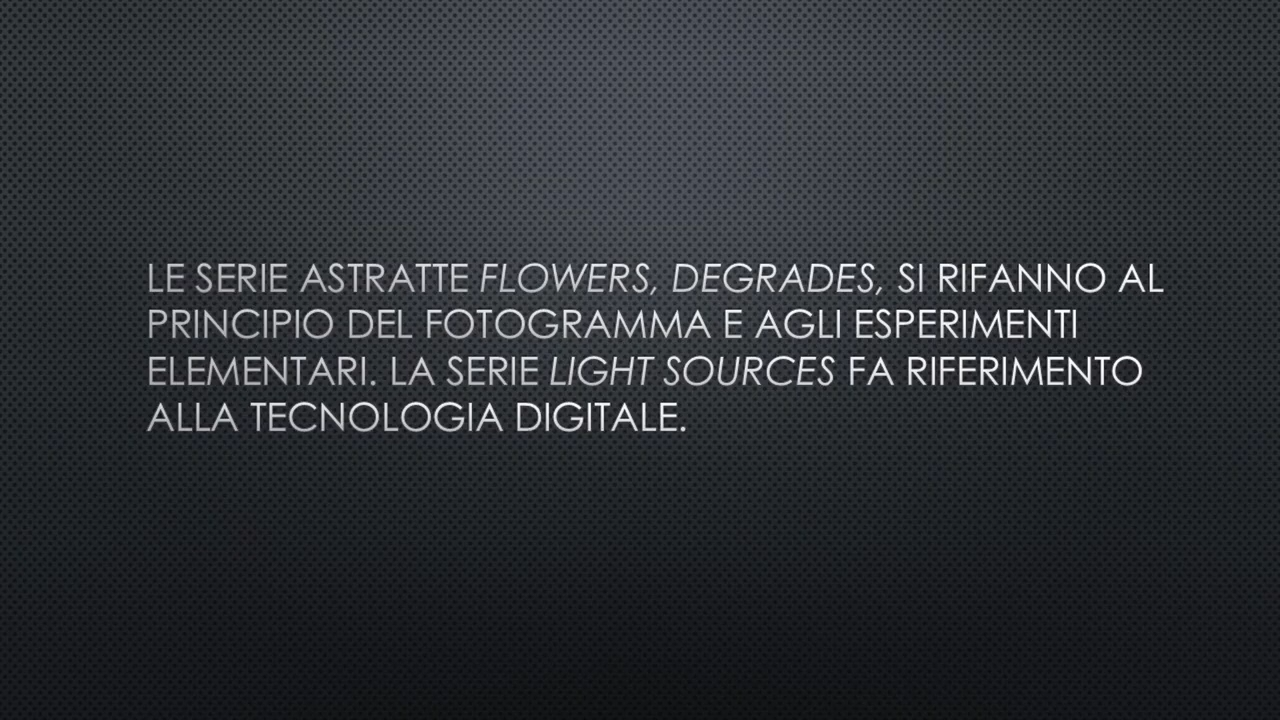 LE SERIE ASTRATTE FLOWERS, DEGRADES, SI RIFANNO AL
PRINCIPIO DEL FOTOGRAMMA E AGLI ESPERIMENTI
ELEMENTARI. LA SERIE LIGHT SOURCES FA RIFERIMENTO
ALLA TECNOLOGIA DIGITALE.